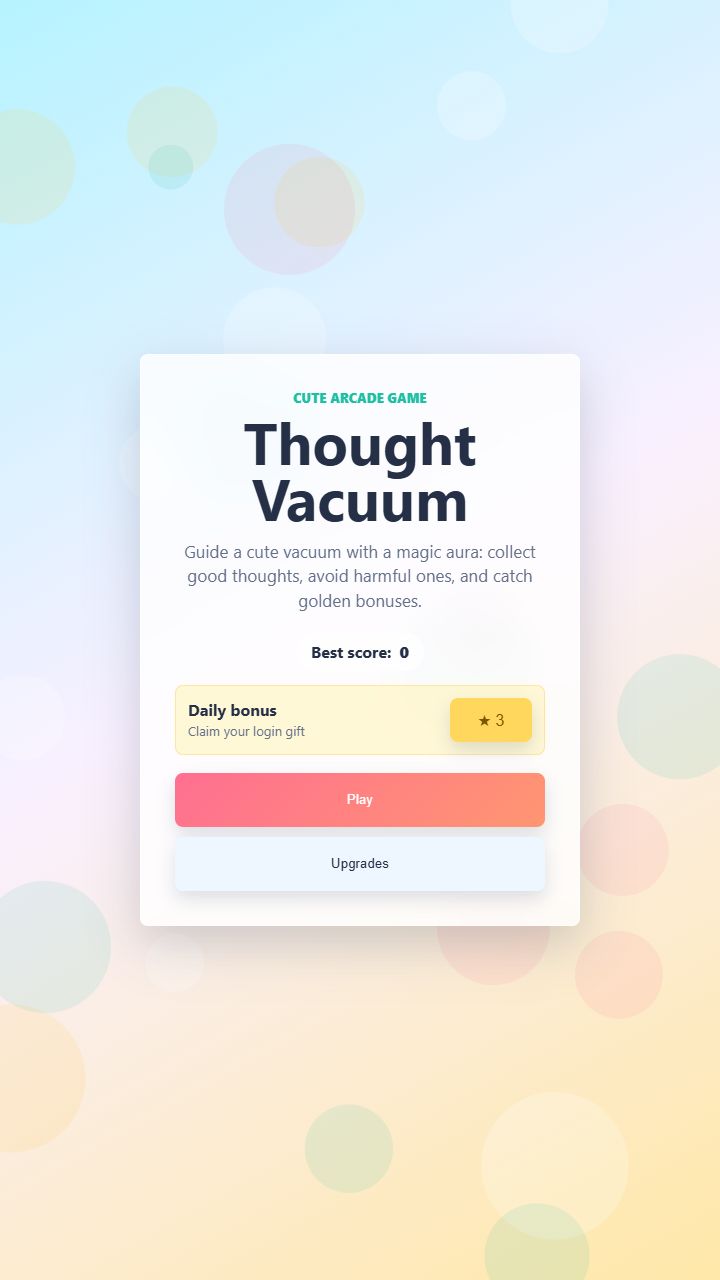 CUTE ARCADE GAME
Thought
Vacuum
Guide a cute vacuum with a magic aura: collect
good thoughts, avoid harmful ones, and catch
golden bonuses.
Best score: 0
Daily bonus
Claim your login gift
★ 3
Play
Upgrades